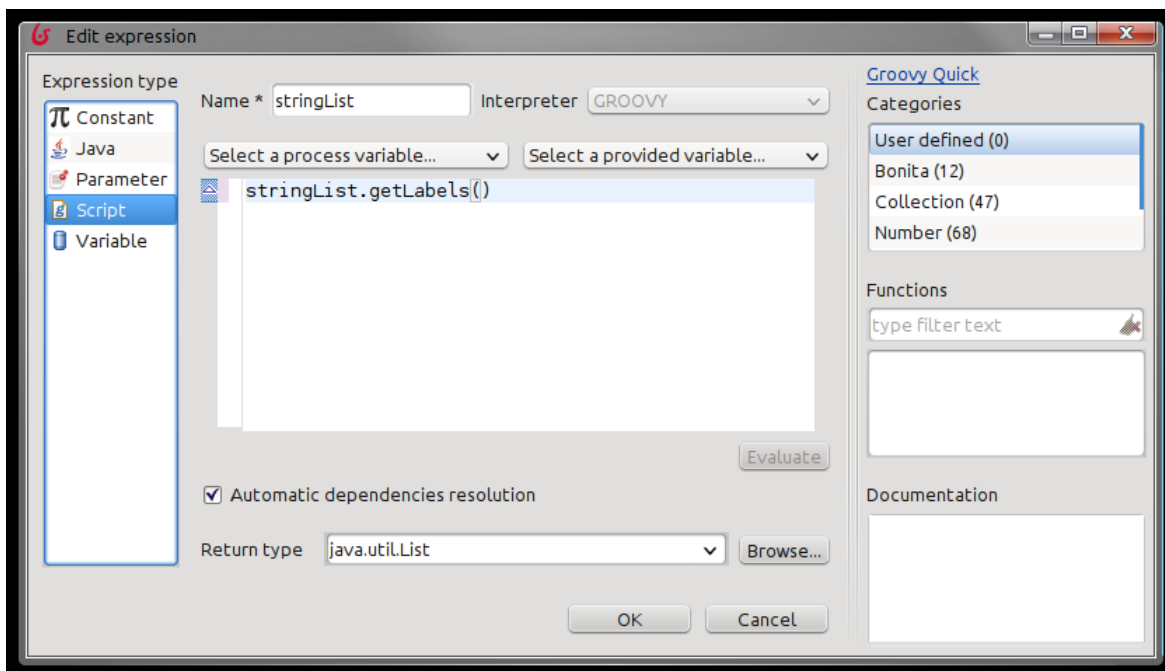 Edit expression
Expression type
Constant
Java
Parameter
Script
Variable
Name * stringList Interpreter GROOVY
Select a process variable... Select a provided variable...
stringList.getLabels()
Evaluate
Automatic dependencies resolution
Return type java.util.List Browse...
OK Cancel
Groovy Quick
Categories
User defined (0)
Bonita (12)
Collection (47)
Number (68)
Functions
type filter text
Documentation